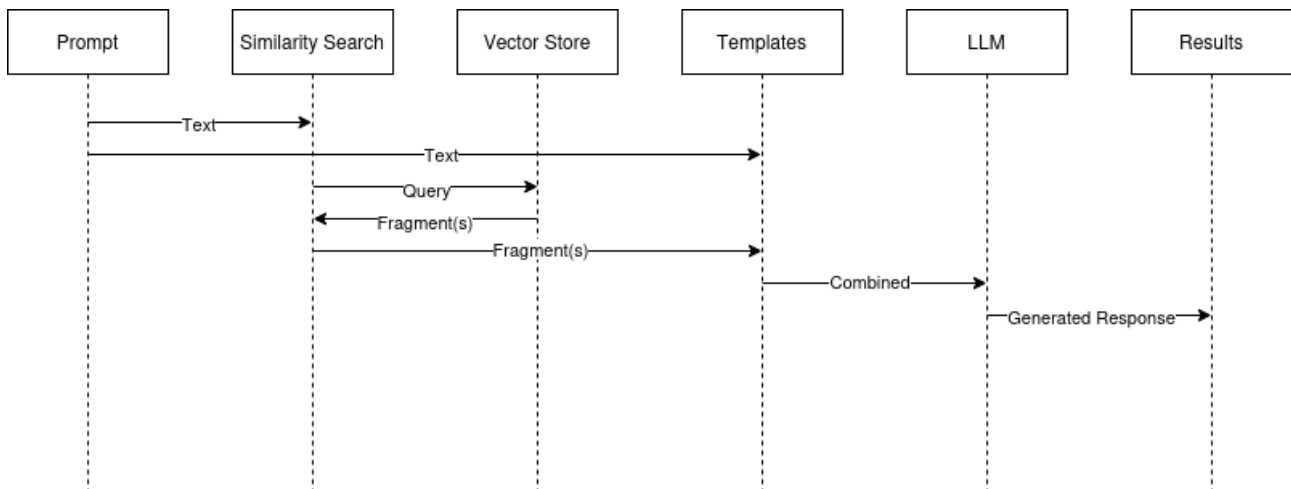 Prompt
Similarity Search
Vector Store
Templates
LLM
Results
Text
Text
Query
Fragment(s)
Fragment(s)
Combined
Generated Response